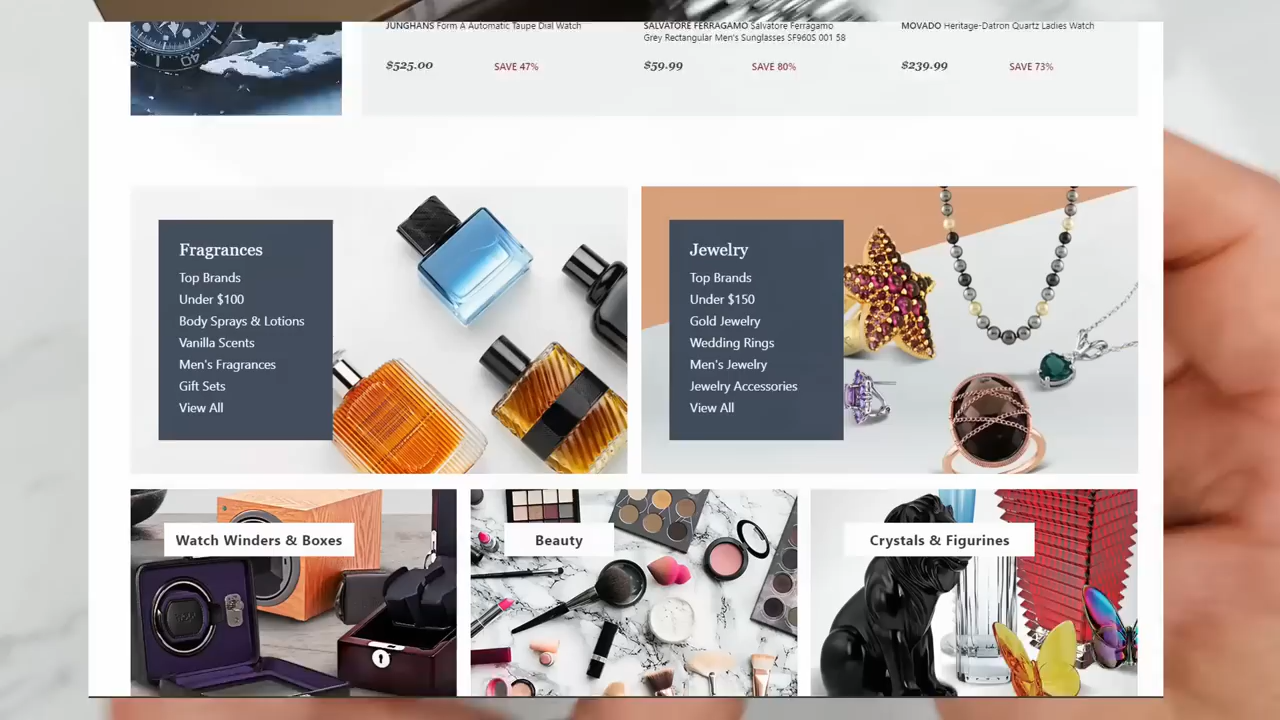 JUNGHANS Form A Automatic Taupe Dial Watch
$525.00 SAVE 47%
SALVATORE FERRAGAMO Salvatore Ferragamo
Grey Rectangular Men's Sunglasses SF960S 001 58
$59.99 SAVE 80%
MOVADO Heritage-Datron Quartz Ladies Watch
$239.99 SAVE 73%
Fragrances
Top Brands
Under $100
Body Sprays & Lotions
Vanilla Scents
Men's Fragrances
Gift Sets
View All
Jewelry
Top Brands
Under $150
Gold Jewelry
Wedding Rings
Men's Jewelry
Jewelry Accessories
View All
Watch Winders & Boxes
Beauty
Crystals & Figurines